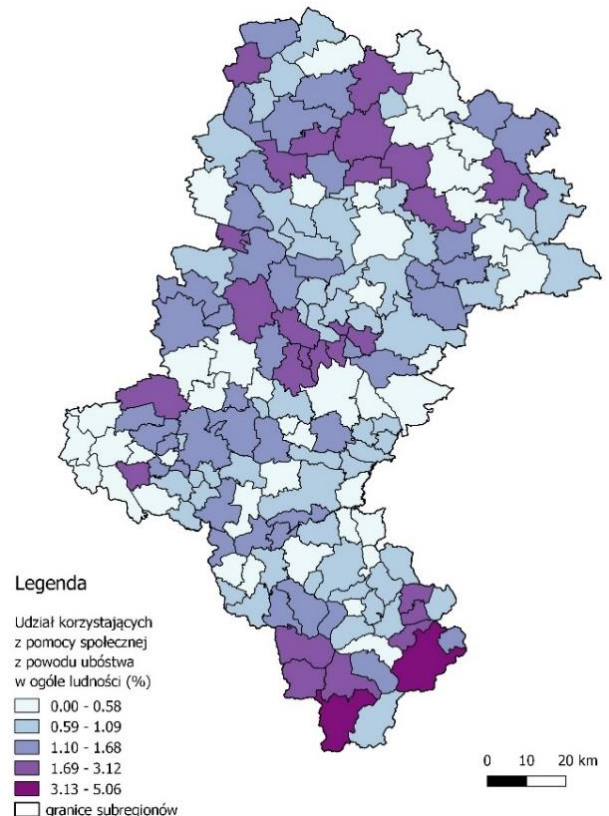 Legenda
Udział korzystających
z pomocy społecznej
z powodu ubóstwa
w ogóle ludności (%)
0.00 - 0.58
0.59 - 1.09
1.10 - 1.68
1.69 - 3.12
3.13 - 5.06
granice subregionów
0 10 20 km